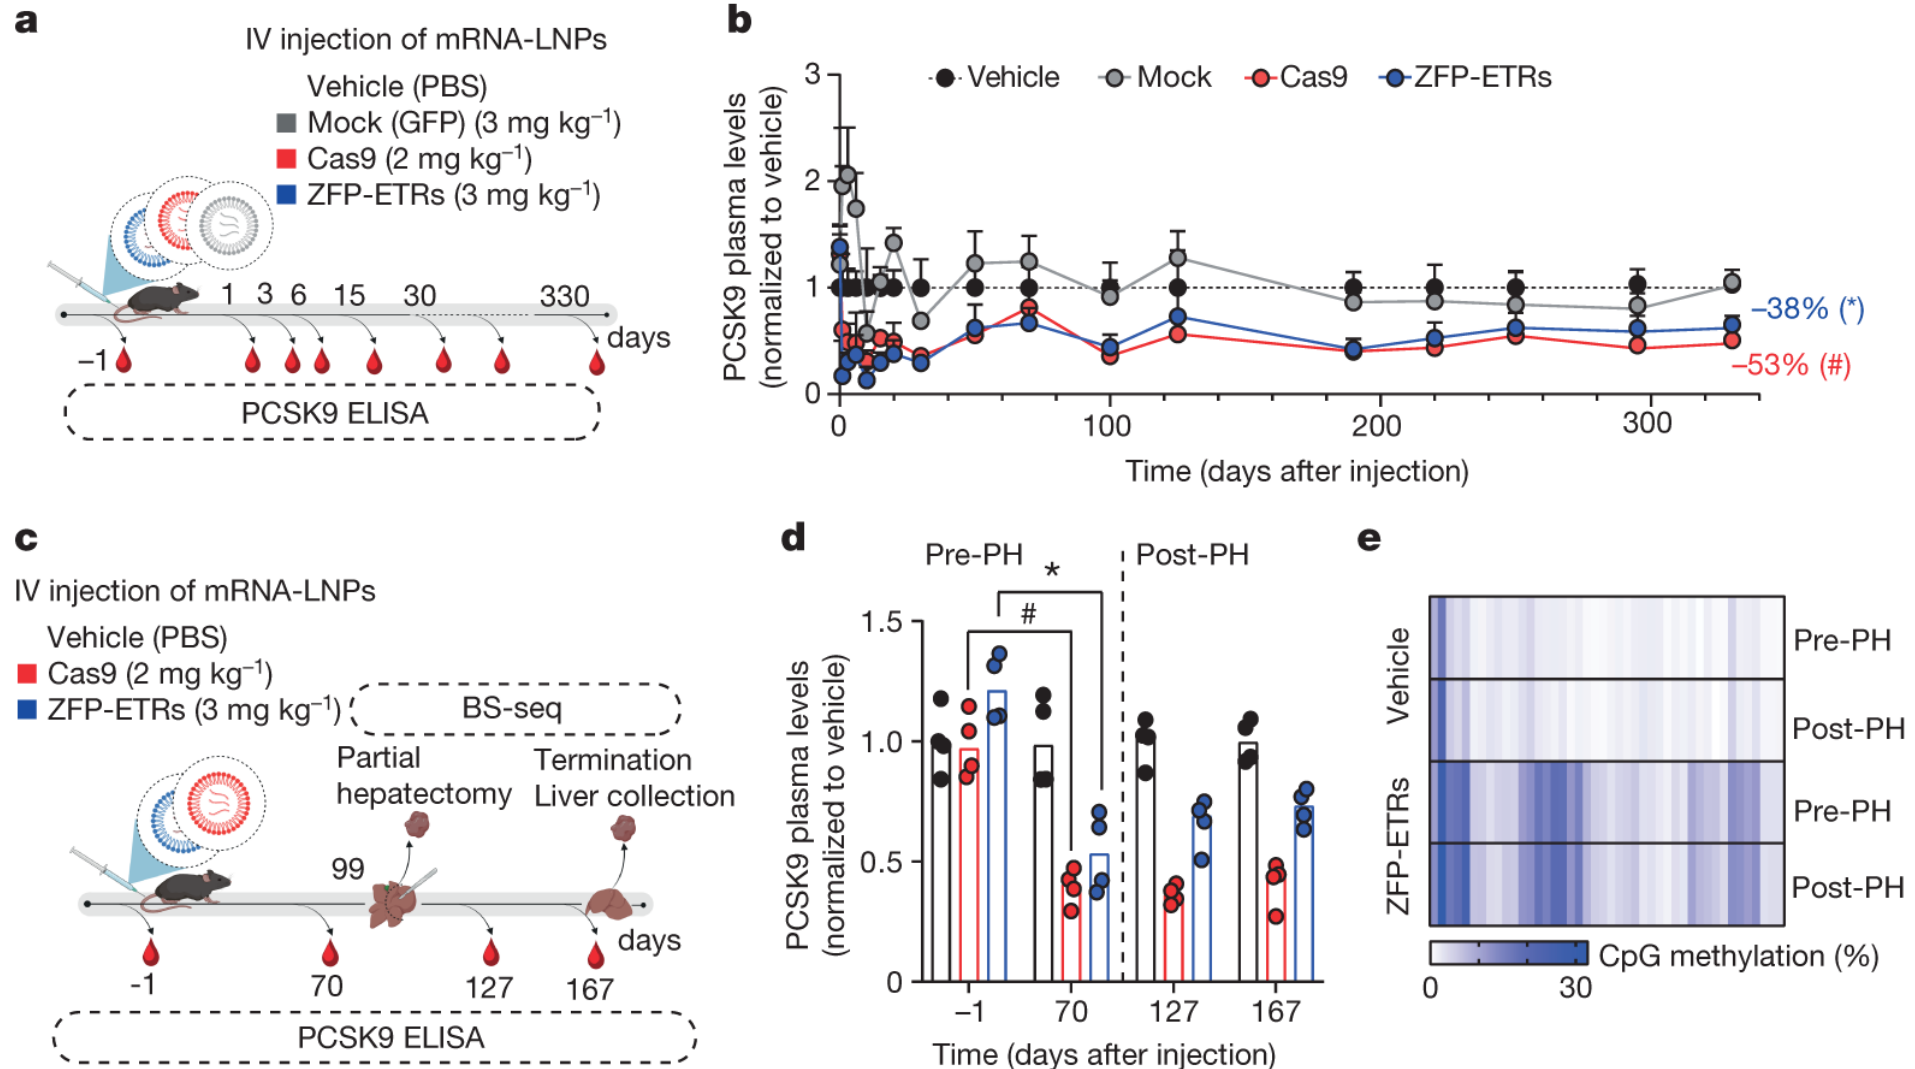 a
IV injection of mRNA-LNPs
Vehicle (PBS)
Mock (GFP) (3 mg kg⁻¹)
Cas9 (2 mg kg⁻¹)
ZFP-ETRs (3 mg kg⁻¹)
1 3 6 15 30 330
days
–1
PCSK9 ELISA
b
Vehicle Mock Cas9 ZFP-ETRs
PCSK9 plasma levels
(normalized to vehicle)
3
2
1
0
–38% (*)
–53% (#)
0 100 200 300
Time (days after injection)
c
IV injection of mRNA-LNPs
Vehicle (PBS)
Cas9 (2 mg kg⁻¹)
ZFP-ETRs (3 mg kg⁻¹)
BS-seq
Partial
hepatectomy
Termination
Liver collection
99
days
-1 70 127 167
PCSK9 ELISA
d
Pre-PH Post-PH
*
#
PCSK9 plasma levels
(normalized to vehicle)
1.5
1.0
0.5
0
–1 70 127 167
Time (days after injection)
e
Vehicle
Pre-PH
Post-PH
ZFP-ETRs
Pre-PH
Post-PH
CpG methylation (%)
0 30